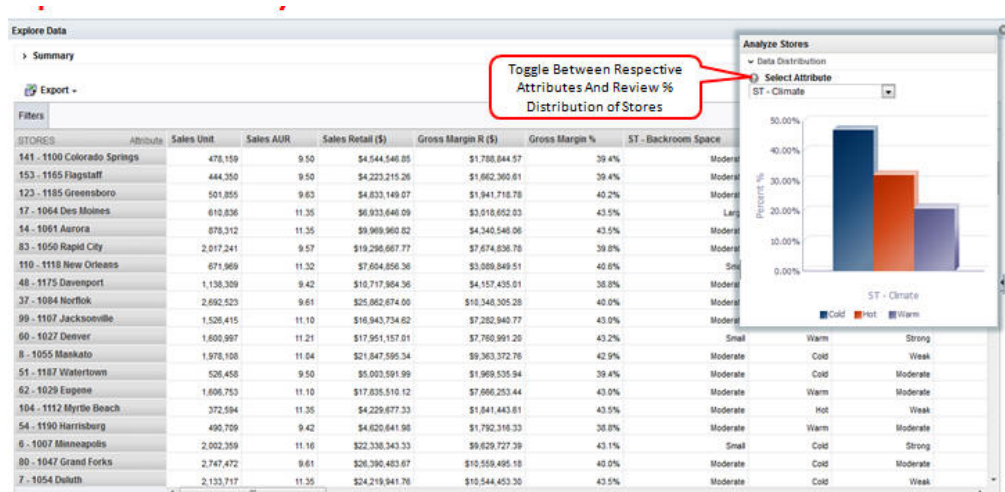 Explore Data
Summary
Export
Filters
STORES Attribute Sales Unit Sales AUR Sales Retail ($) Gross Margin R ($) Gross Margin % ST - Backroom Space
141 - 1100 Colorado Springs 478,159 9.50 $4,544,546.85 $1,788,844.57 39.4% Moderat
153 - 1165 Flagstaff 444,350 9.50 $4,223,215.26 $1,662,360.61 39.4% Moderat
123 - 1185 Greensboro 501,855 9.63 $4,833,149.07 $1,941,718.78 40.2% Moderat
17 - 1064 Des Moines 610,836 11.35 $6,933,646.09 $3,018,652.03 43.5% Larg
14 - 1061 Aurora 878,312 11.35 $9,969,960.82 $4,340,546.06 43.5% Moderat
83 - 1050 Rapid City 2,017,241 9.57 $19,298,667.77 $7,674,836.78 39.8% Moderat
110 - 1118 New Orleans 671,969 11.32 $7,604,856.36 $3,089,849.51 40.6% Sma
48 - 1175 Davenport 1,138,309 9.42 $10,717,984.36 $4,157,435.01 38.8% Moderat
37 - 1084 Norflok 2,692,523 9.61 $25,862,674.00 $10,348,305.28 40.0% Moderat
99 - 1107 Jacksonville 1,526,415 11.10 $16,943,734.62 $7,282,940.77 43.0% Moderat
60 - 1027 Denver 1,600,997 11.21 $17,951,157.01 $7,760,991.20 43.2% Small Warm Strong
8 - 1055 Mankato 1,978,108 11.04 $21,847,595.34 $9,363,372.76 42.9% Moderate Cold Weak
51 - 1187 Watertown 526,458 9.50 $5,003,591.99 $1,969,535.94 39.4% Moderate Cold Moderate
62 - 1029 Eugene 1,606,753 11.10 $17,835,510.12 $7,666,253.44 43.0% Moderate Warm Moderate
104 - 1112 Myrtle Beach 372,594 11.35 $4,229,677.33 $1,841,443.61 43.5% Moderate Hot Weak
54 - 1190 Harrisburg 490,709 9.42 $4,620,641.98 $1,792,316.33 38.8% Moderate Warm Moderate
6 - 1007 Minneapolis 2,002,359 11.16 $22,338,343.33 $9,629,727.39 43.1% Small Cold Strong
80 - 1047 Grand Forks 2,747,472 9.61 $26,390,483.67 $10,559,495.18 40.0% Moderate Cold Moderate
7 - 1054 Duluth 2,133,717 11.35 $24,219,941.76 $10,544,453.30 43.5% Moderate Cold Weak
Toggle Between Respective
Attributes And Review %
Distribution of Stores
Analyze Stores
Data Distribution
Select Attribute
ST - Climate
50.00%
40.00%
30.00%
20.00%
10.00%
0.00%
Percent %
ST - Climate
Cold Hot Warm